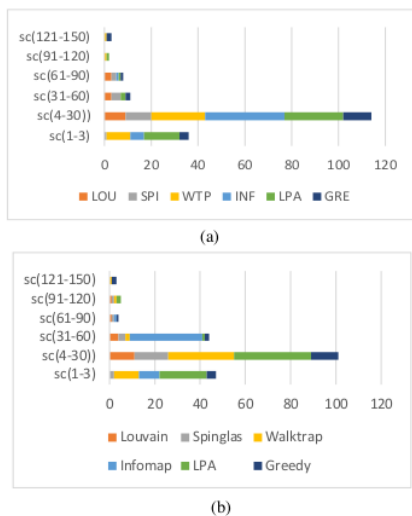 sc(121-150)
sc(91-120)
sc(61-90)
sc(31-60)
sc(4-30))
sc(1-3)
0 20 40 60 80 100 120
LOU SPI WTP INF LPA GRE
(a)
sc(121-150)
sc(91-120)
sc(61-90)
sc(31-60)
sc(4-30))
sc(1-3)
0 20 40 60 80 100 120
Louvain Spinglas Walktrap
Infomap LPA Greedy
(b)